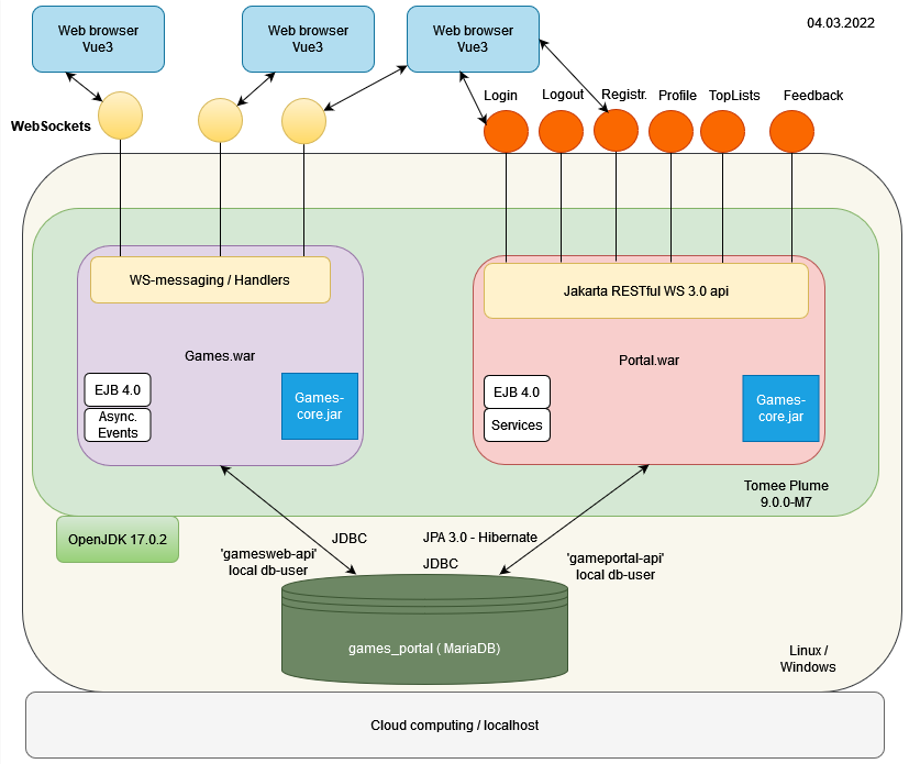 04.03.2022
Web browser
Vue3
Web browser
Vue3
Web browser
Vue3
WebSockets
Login
Logout
Registr.
Profile
TopLists
Feedback
WS-messaging / Handlers
Games.war
EJB 4.0
Async.
Events
Games-
core.jar
Jakarta RESTful WS 3.0 api
Portal.war
EJB 4.0
Services
Games-
core.jar
Tomee Plume
9.0.0-M7
OpenJDK 17.0.2
'gamesweb-api'
local db-user
JDBC
JPA 3.0 - Hibernate
JDBC
'gameportal-api'
local db-user
games_portal ( MariaDB)
Linux /
Windows
Cloud computing / localhost